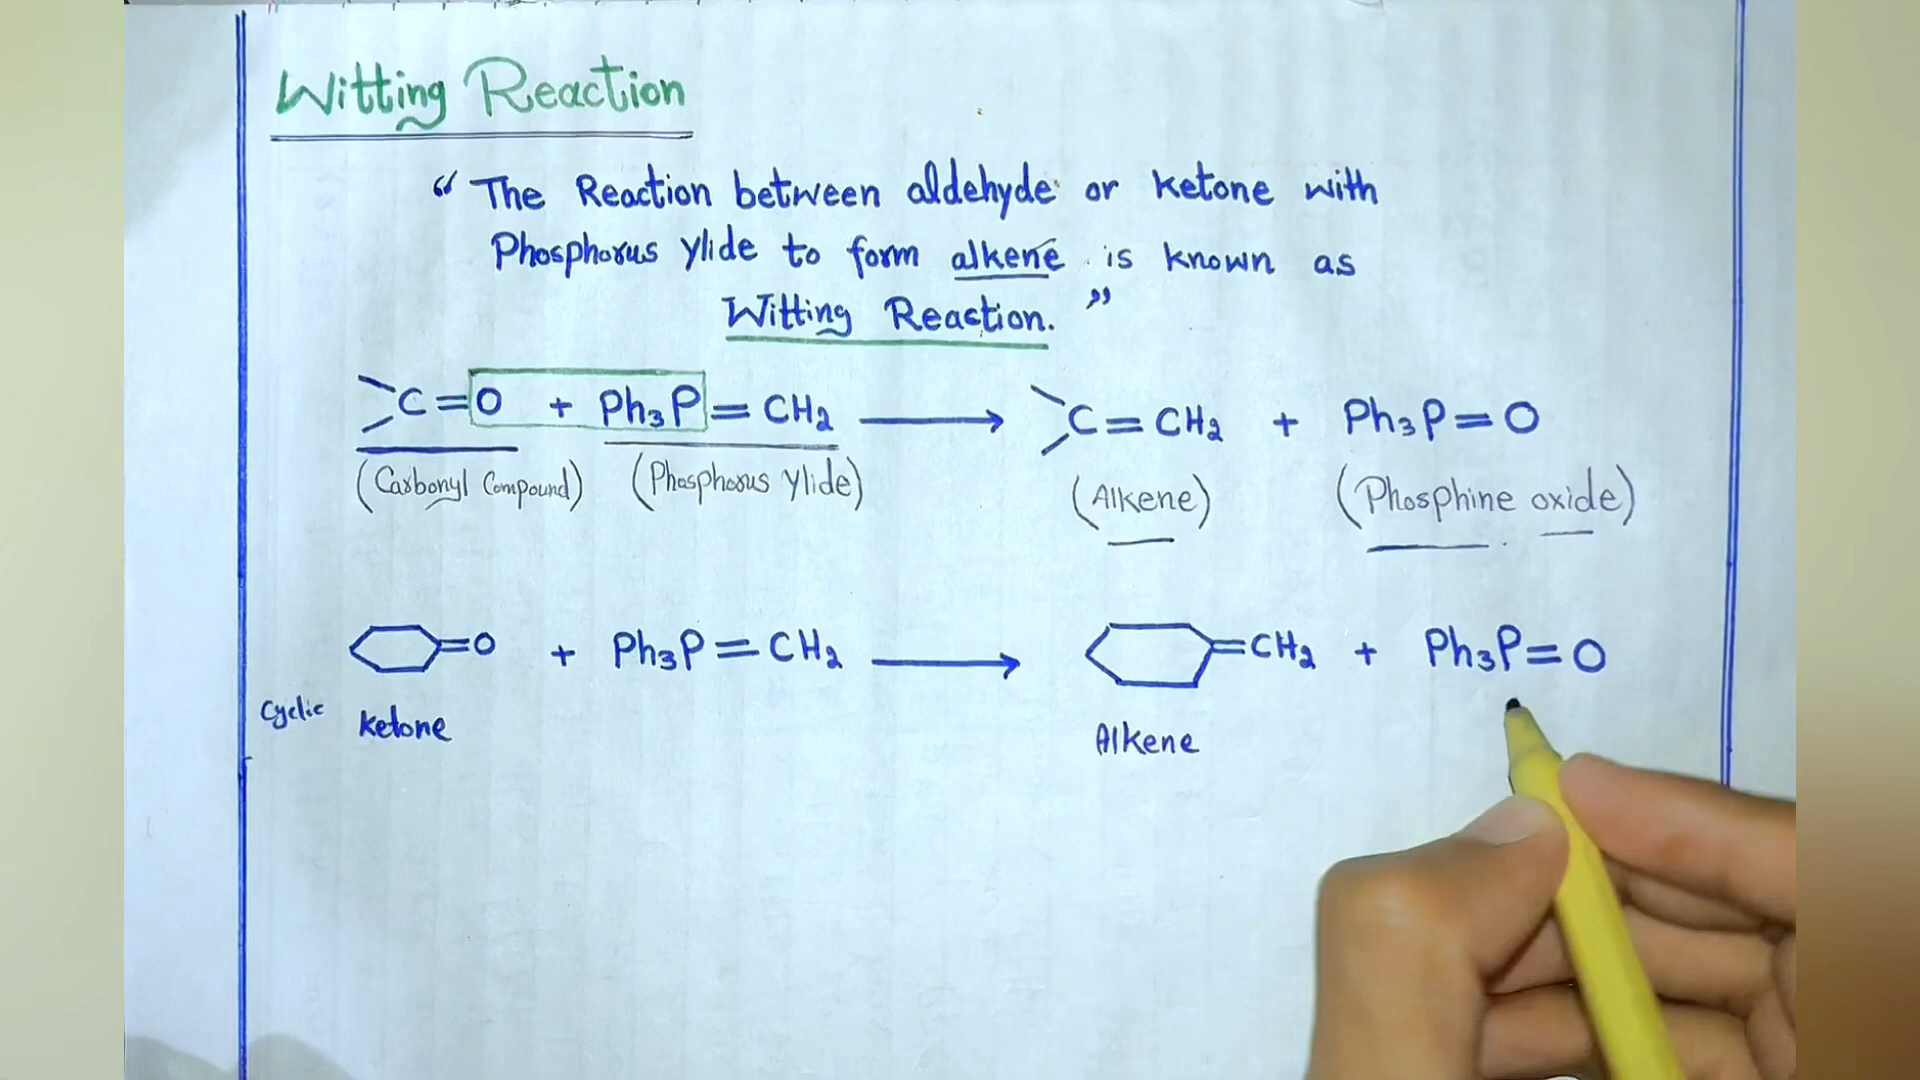 Witting Reaction
“ The Reaction between aldehyde or ketone with
Phosphorus ylide to form alkene is known as
Witting Reaction. ”
C=O + Ph₃P=CH₂ ⟶ C=CH₂ + Ph₃P=O
(Carbonyl Compound) (Phosphorus ylide) (Alkene) (Phosphine oxide)
=O + Ph₃P=CH₂ ⟶ =CH₂ + Ph₃P=O
Cyclic ketone Alkene